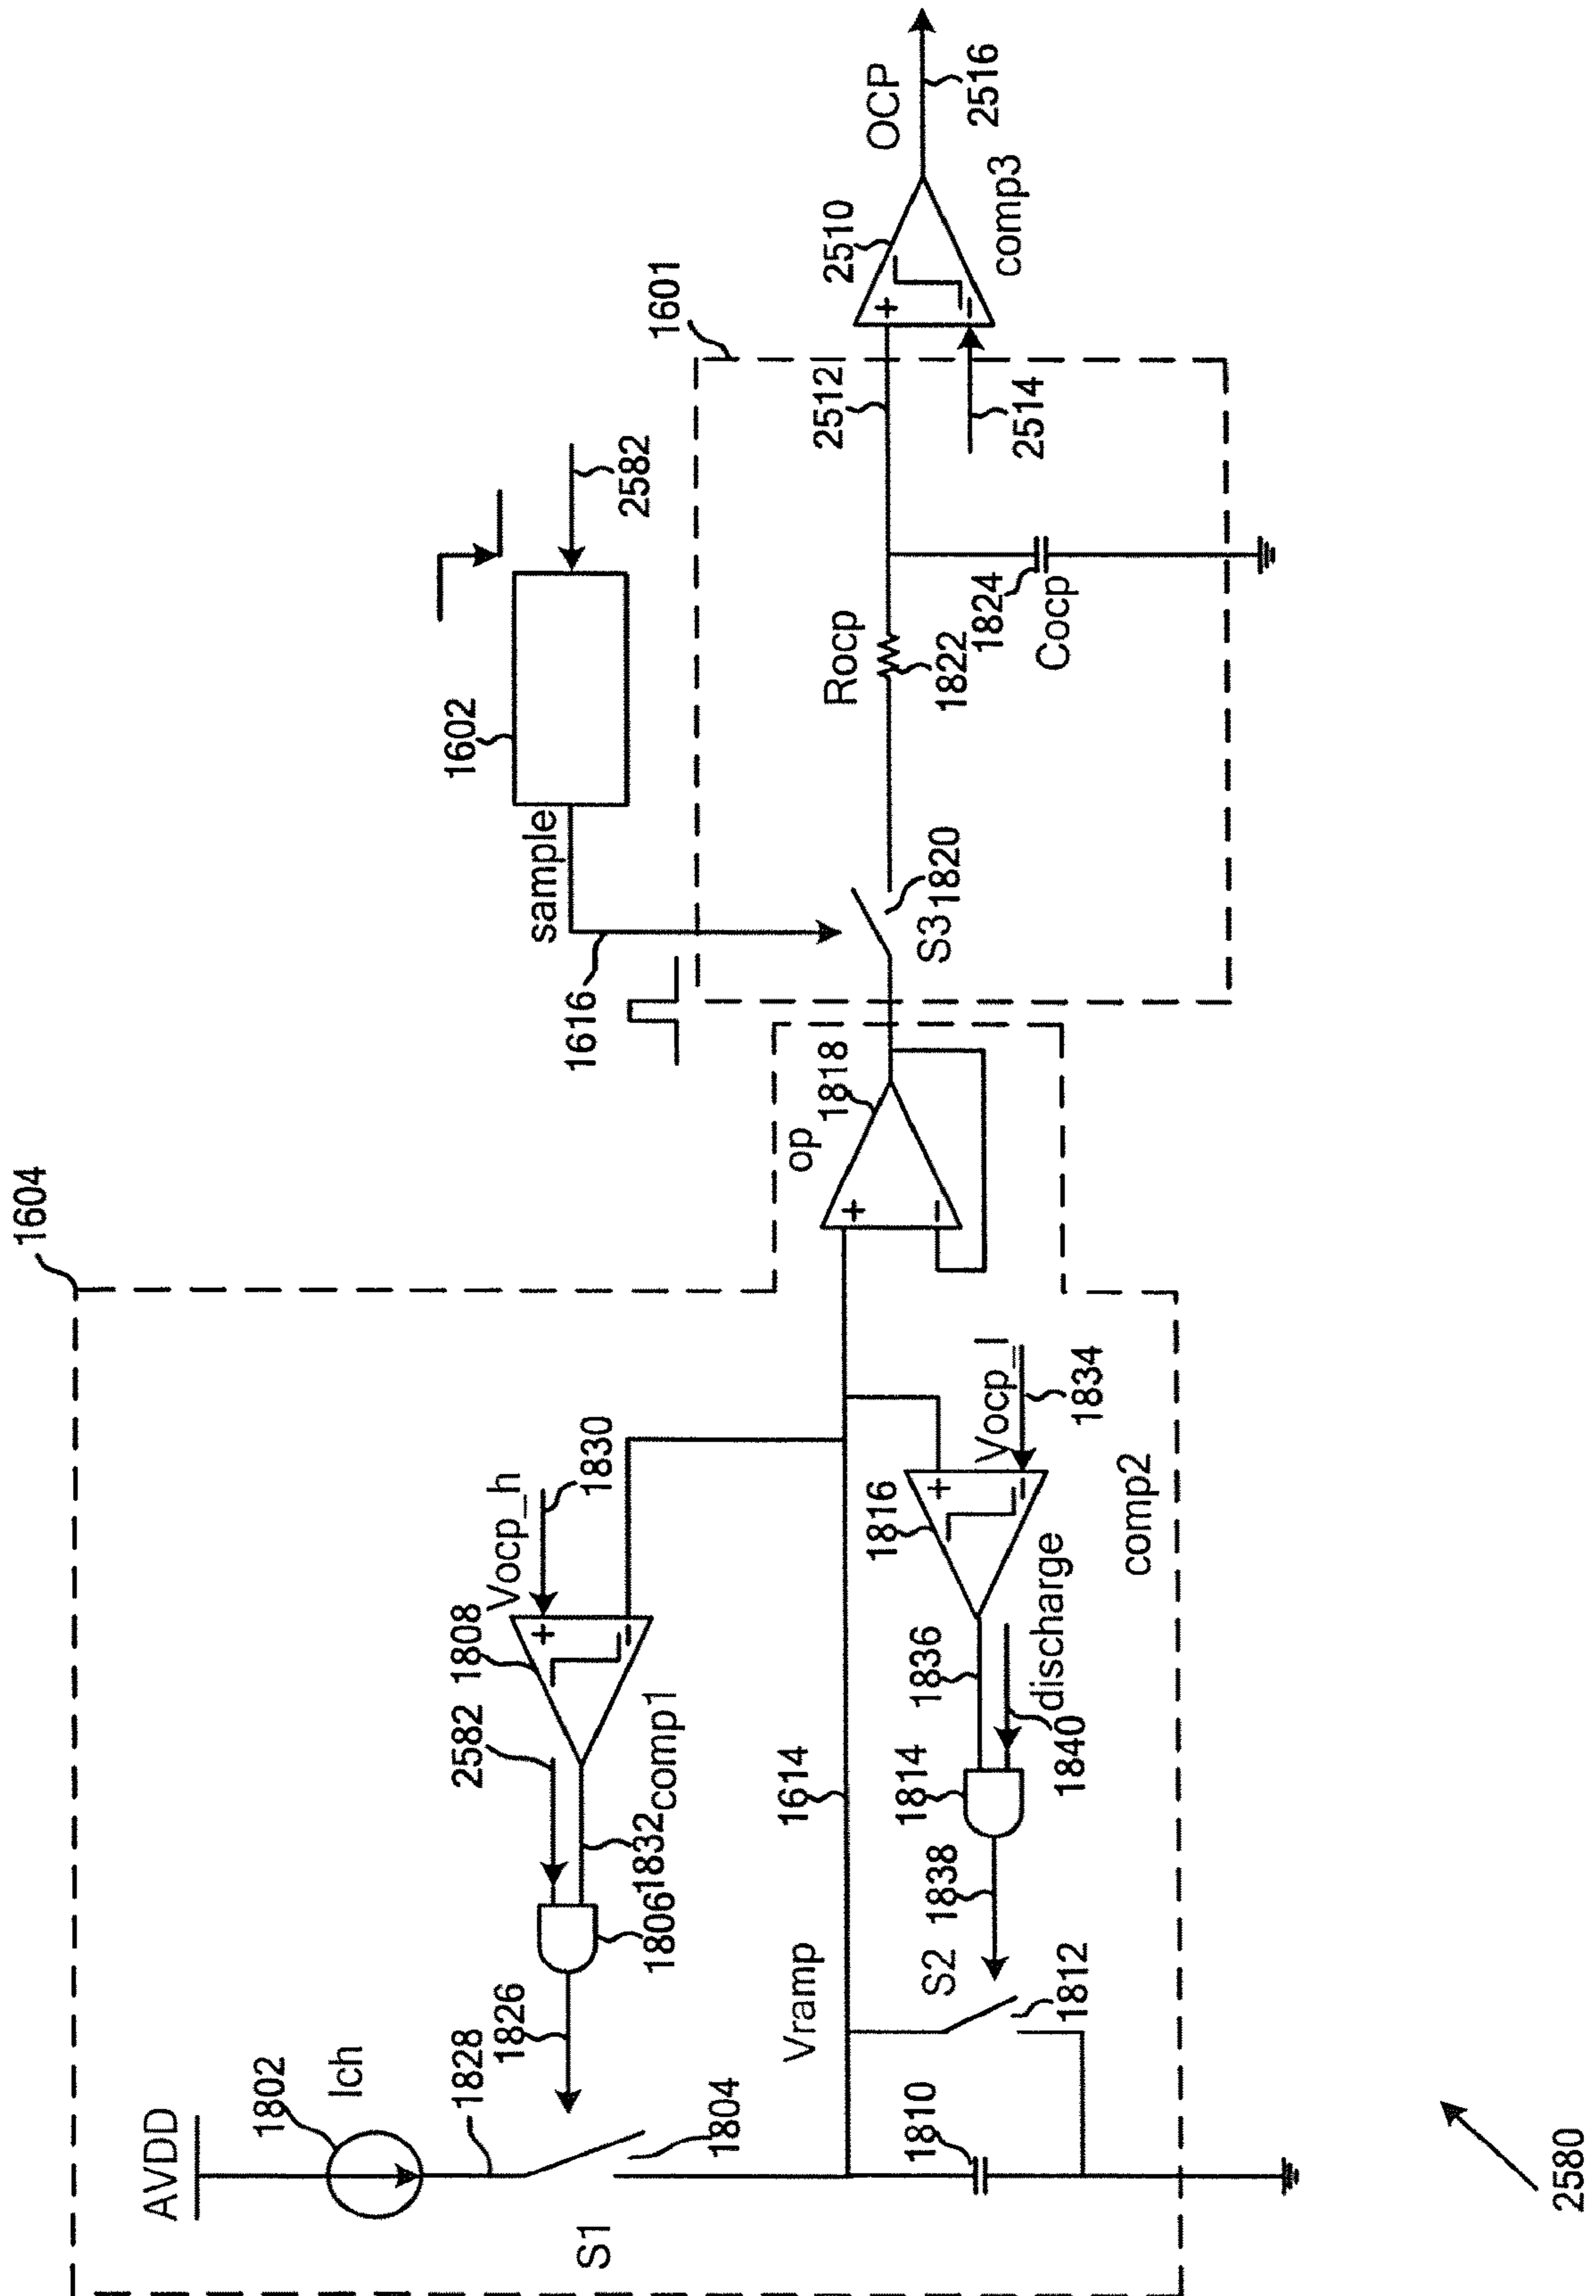 1604
AVDD
1802
Ich
1828
1826
S1
1804
2582
1808
Vocp_h
1830
1832
comp1
1806
Vramp
1614
1810
S2
1812
1838
1814
1836
1840
discharge
1816
Vocp_l
1834
comp2
op
1818
1616
sample
1602
2582
1601
S3
1820
Rocp
1822
1824
Cocp
2512
2514
2510
comp3
OCP
2516
2580
+
−
+
−
+
−
+
−